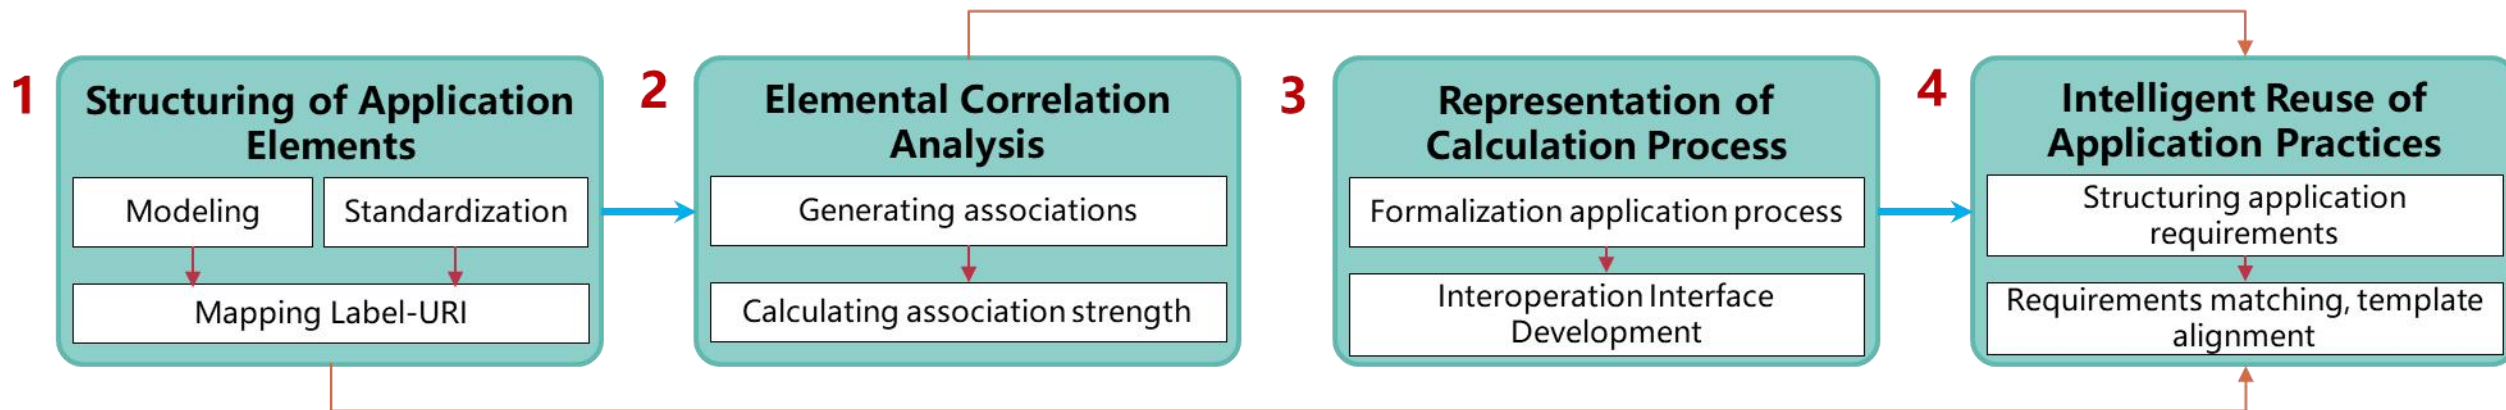 1
Structuring of Application
Elements
Modeling
Standardization
Mapping Label-URI
2
Elemental Correlation
Analysis
Generating associations
Calculating association strength
3
Representation of
Calculation Process
Formalization application process
Interoperation Interface
Development
4
Intelligent Reuse of
Application Practices
Structuring application
requirements
Requirements matching, template
alignment